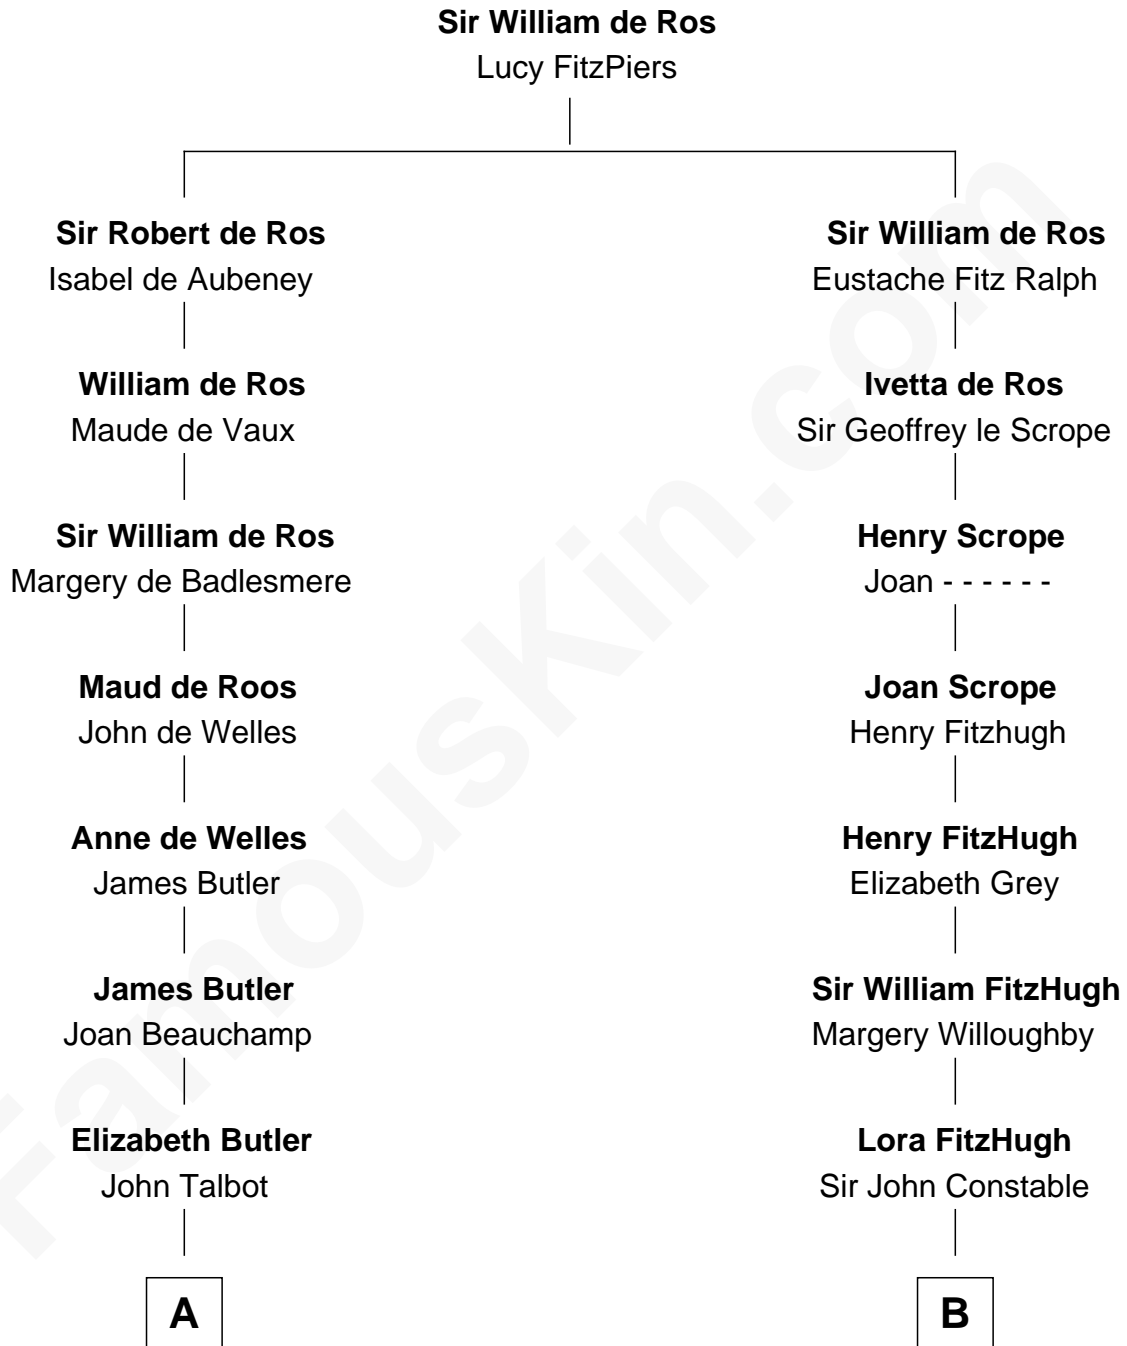 Sir William de Ros
Lucy FitzPiers
Sir Robert de Ros
Isabel de Aubeney
William de Ros
Maude de Vaux
Sir William de Ros
Margery de Badlesmere
Maud de Roos
John de Welles
Anne de Welles
James Butler
James Butler
Joan Beauchamp
Elizabeth Butler
John Talbot
A
Sir William de Ros
Eustache Fitz Ralph
Ivetta de Ros
Sir Geoffrey le Scrope
Henry Scrope
Joan - - - - - -
Joan Scrope
Henry Fitzhugh
Henry FitzHugh
Elizabeth Grey
Sir William FitzHugh
Margery Willoughby
Lora FitzHugh
Sir John Constable
B
FamousKin.com